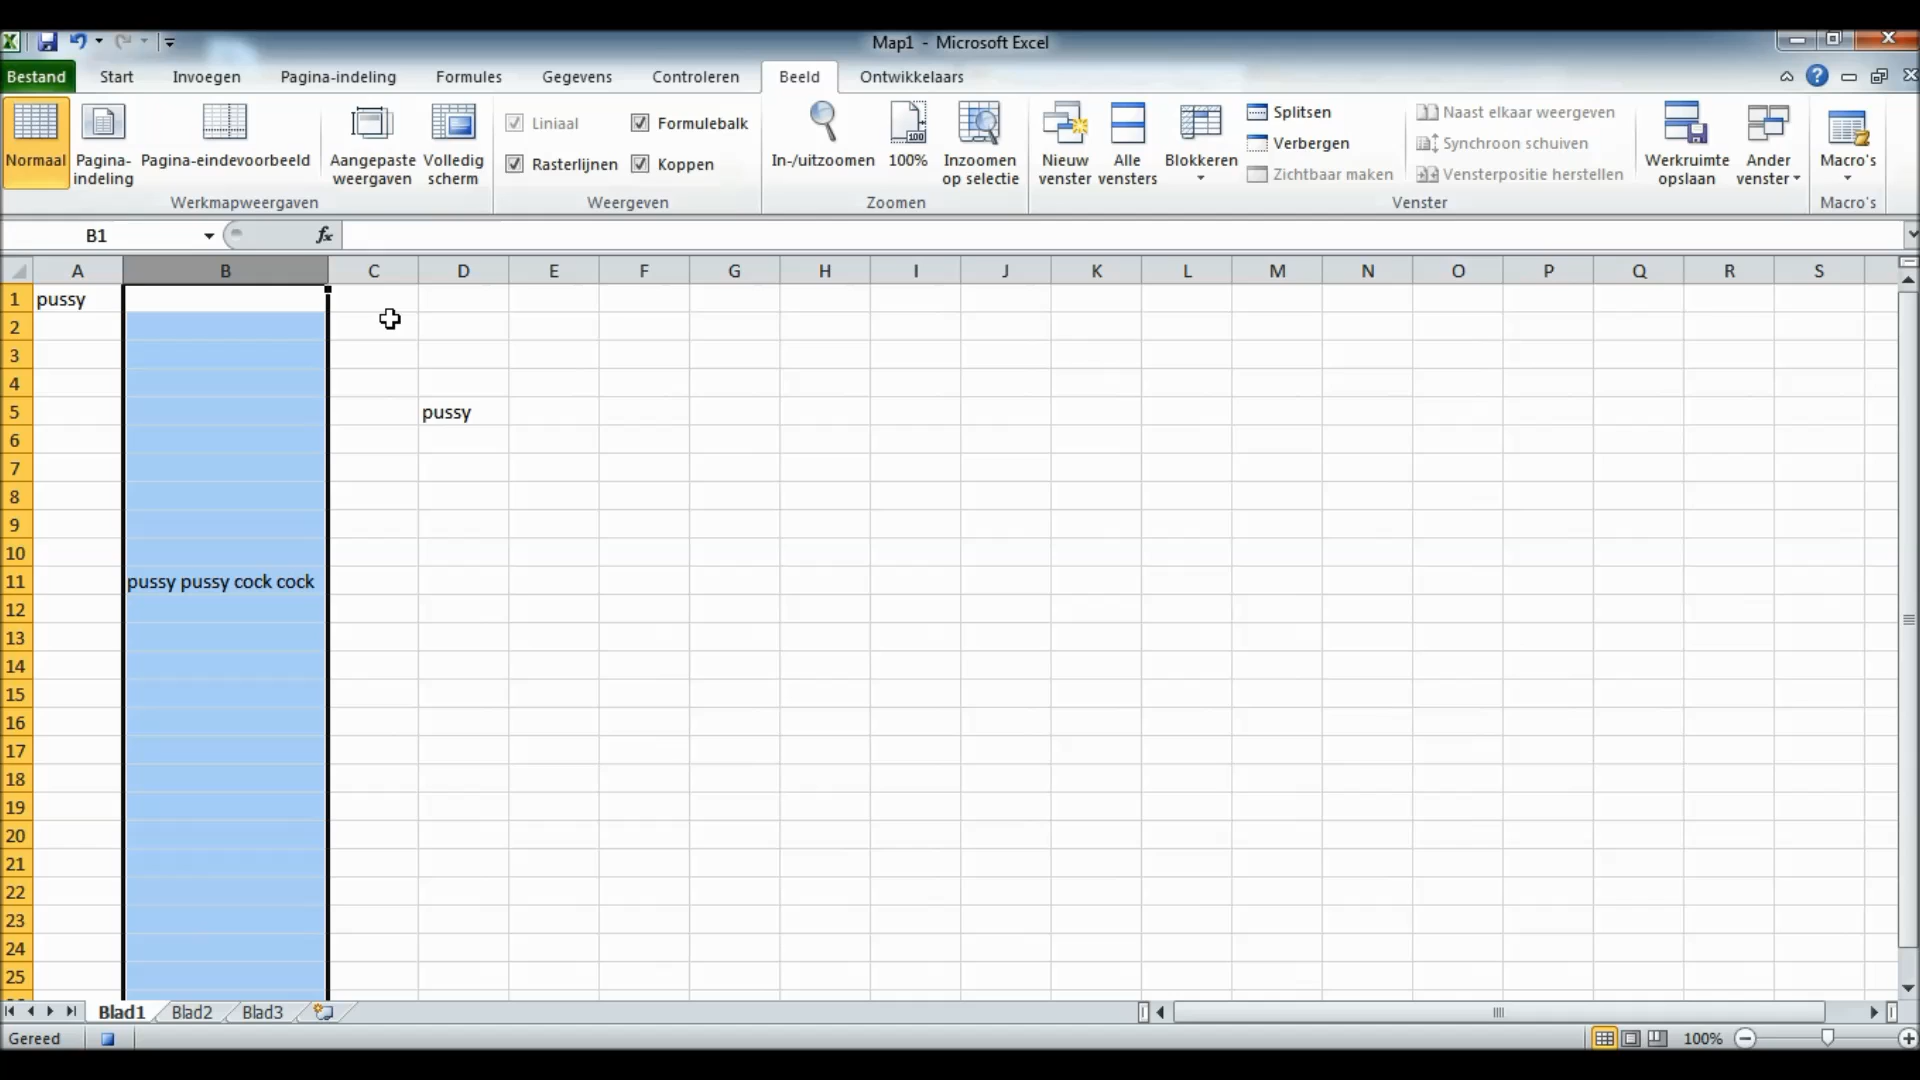 Map1 - Microsoft Excel
Bestand Start Invoegen Pagina-indeling Formules Gegevens Controleren Beeld Ontwikkelaars
Normaal
Pagina-
indeling
Pagina-eindevoorbeeld
Aangepaste
weergaven
Volledig
scherm
Werkmapweergaven
Liniaal
Formulebalk
Rasterlijnen
Koppen
Weergeven
In-/uitzoomen
100
100%
Inzoomen
op selectie
Zoomen
Nieuw
venster
Alle
vensters
Blokkeren
Splitsen
Verbergen
Zichtbaar maken
Naast elkaar weergeven
Synchroon schuiven
Vensterpositie herstellen
Werkruimte
opslaan
Ander
venster
Venster
Macro's
Macro's
B1 fx
A B C D E F G H I J K L M N O P Q R S
1 pussy
2
3
4
5 pussy
6
7
8
9
10
11 pussy pussy cock cock
12
13
14
15
16
17
18
19
20
21
22
23
24
25
Blad1 Blad2 Blad3
Gereed 100%